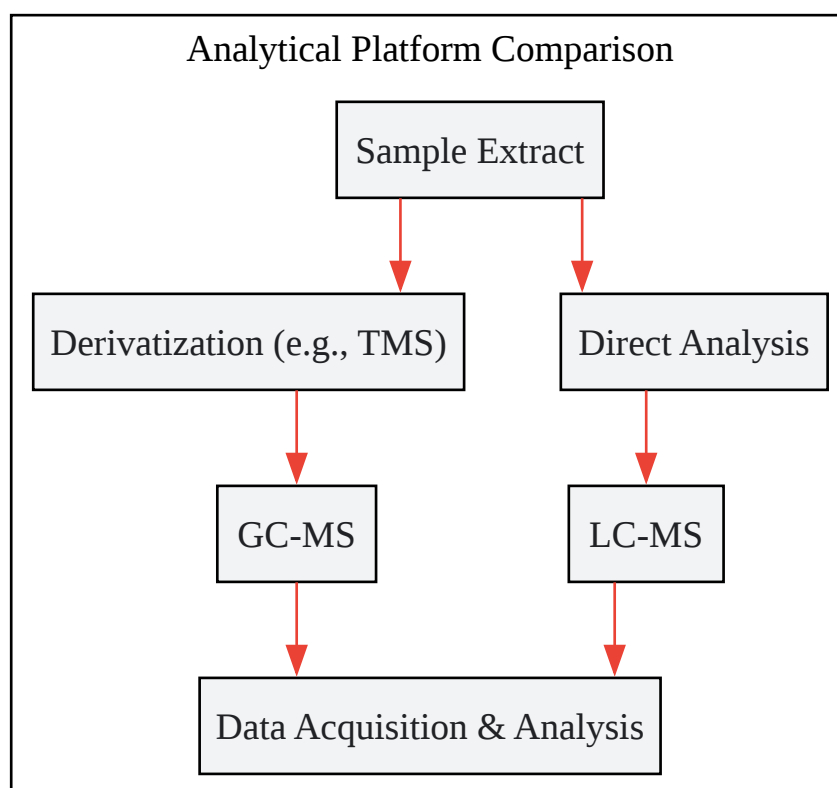 Analytical Platform Comparison
Sample Extract
Derivatization (e.g., TMS)
Direct Analysis
GC-MS
LC-MS
Data Acquisition & Analysis